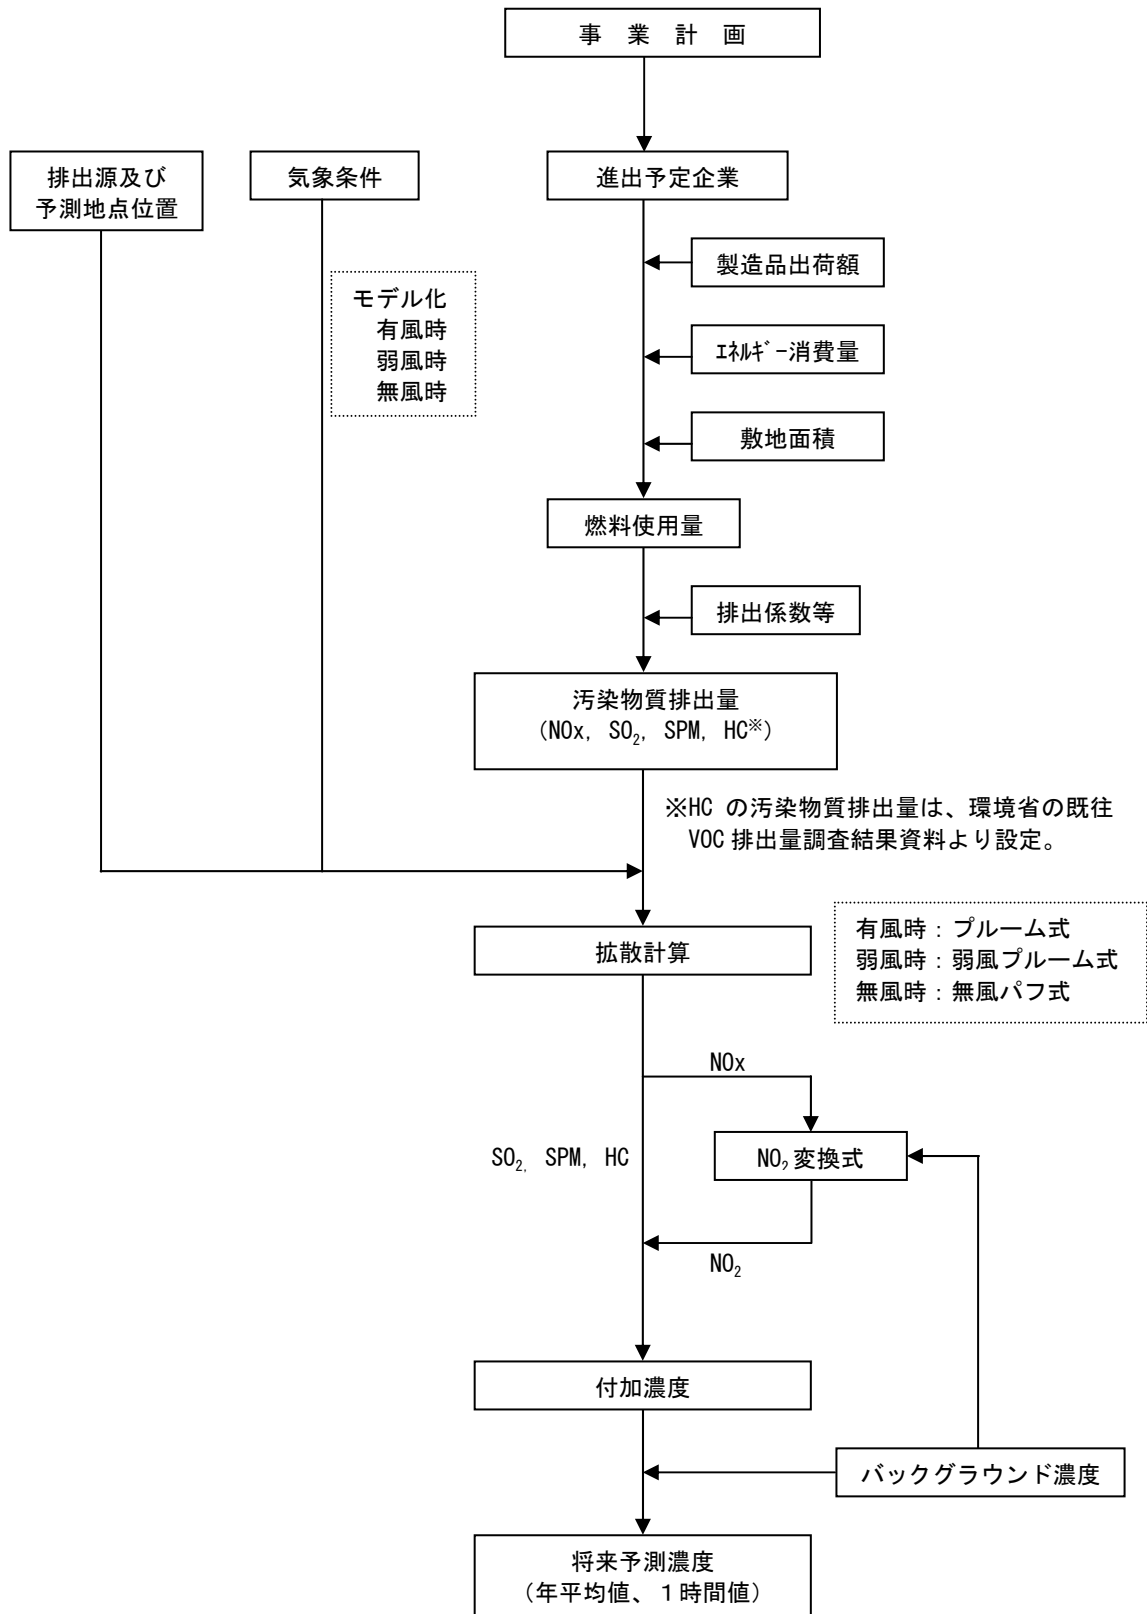 事　業　計　画
排出源及び
予測地点位置
気象条件
進出予定企業
製造品出荷額
モデル化
有風時
弱風時
無風時
ｴﾈﾙｷﾞｰ消費量
敷地面積
燃料使用量
排出係数等
汚染物質排出量
(NOx, SO₂, SPM, HC※)
※HC の汚染物質排出量は、環境省の既往
VOC 排出量調査結果資料より設定。
拡散計算
有風時：プルーム式
弱風時：弱風プルーム式
無風時：無風パフ式
NOx
SO₂, SPM, HC
NO₂変換式
NO₂
付加濃度
バックグラウンド濃度
将来予測濃度
（年平均値、１時間値）